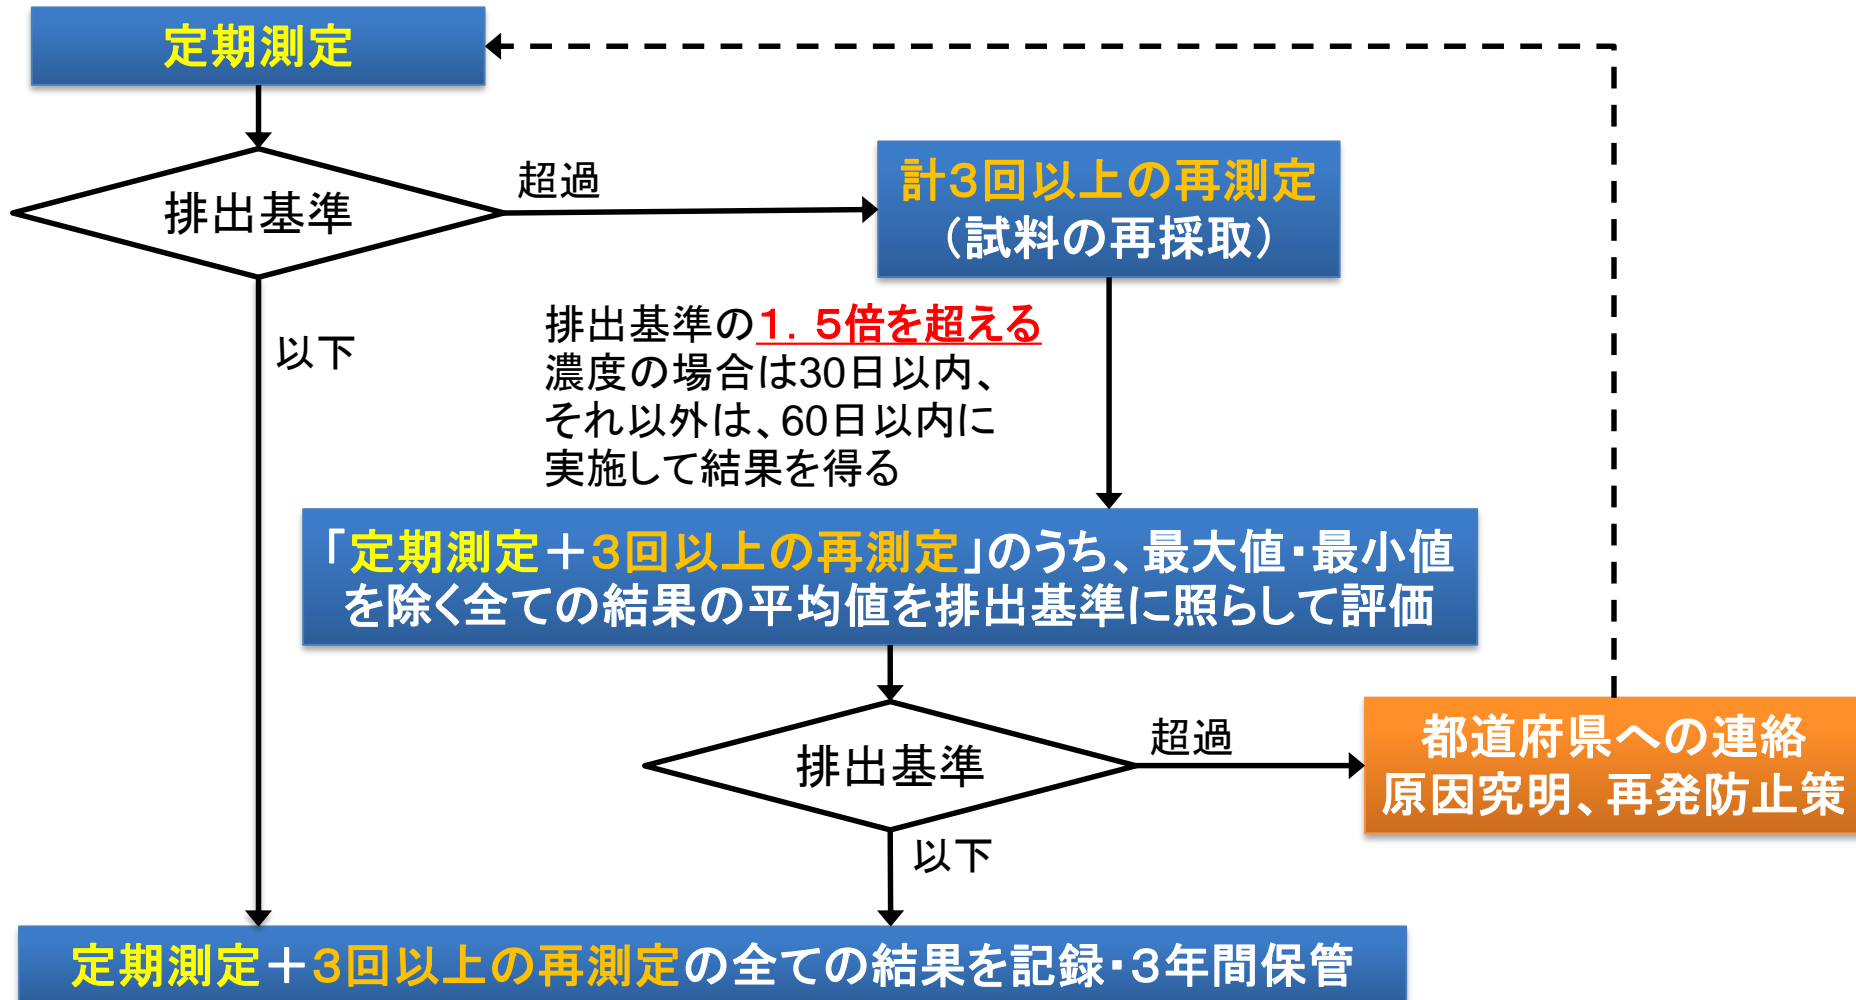 定期測定
排出基準
超過
計3回以上の再測定
（試料の再採取）
以下
排出基準の１．５倍を超える
濃度の場合は30日以内、
それ以外は、60日以内に
実施して結果を得る
「定期測定＋3回以上の再測定」のうち、最大値・最小値
を除く全ての結果の平均値を排出基準に照らして評価
排出基準
超過
都道府県への連絡
原因究明、再発防止策
以下
定期測定＋3回以上の再測定の全ての結果を記録・3年間保管